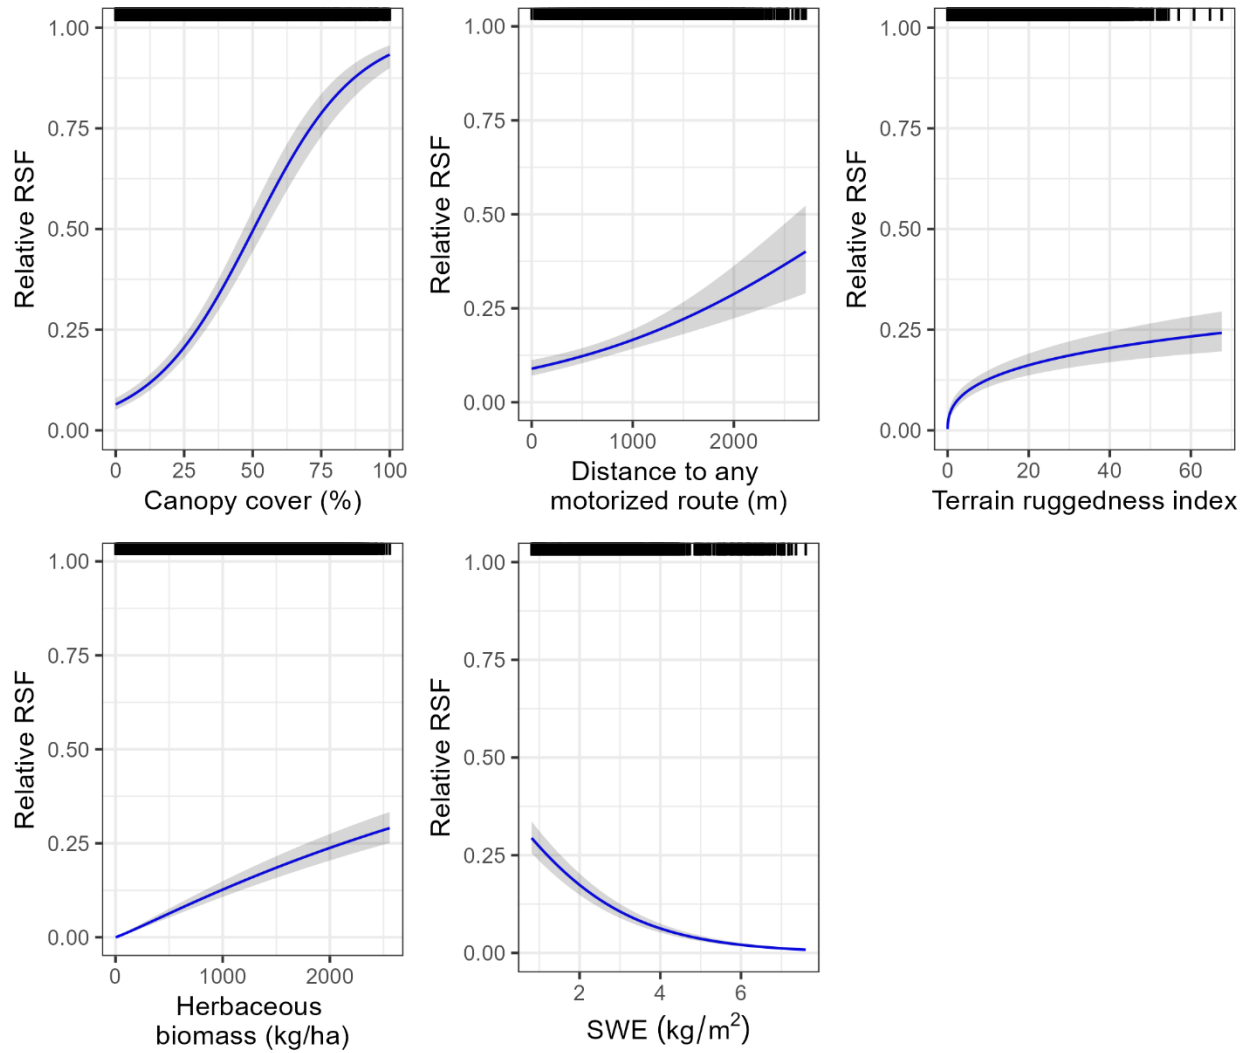 1.00
0.75
0.50
0.25
0.00
Relative RSF
0 25 50 75 100
Canopy cover (%)
1.00
0.75
0.50
0.25
0.00
Relative RSF
0 1000 2000
Distance to any
motorized route (m)
1.00
0.75
0.50
0.25
0.00
Relative RSF
0 20 40 60
Terrain ruggedness index
1.00
0.75
0.50
0.25
0.00
Relative RSF
0 1000 2000
Herbaceous
biomass (kg/ha)
1.00
0.75
0.50
0.25
0.00
Relative RSF
2 4 6
SWE (kg/m²)